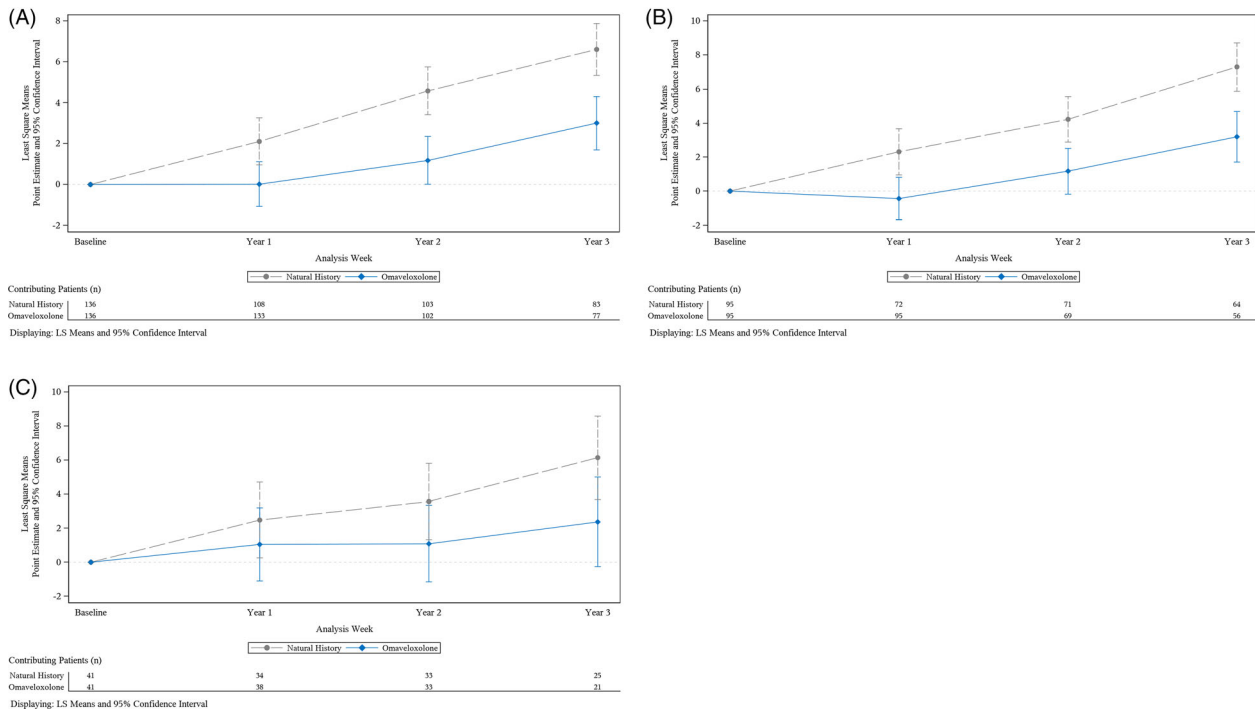 (A)
8
6
4
2
0
-2
Least Square Means
Point Estimate and 95% Confidence Interval
Baseline Year 1 Year 2 Year 3
Analysis Week
Natural History Omaveloxolone
Contributing Patients (n)
Natural History 136 108 103 83
Omaveloxolone 136 133 102 77
Displaying: LS Means and 95% Confidence Interval
(B)
10
8
6
4
2
0
-2
Least Square Means
Point Estimate and 95% Confidence Interval
Baseline Year 1 Year 2 Year 3
Analysis Week
Natural History Omaveloxolone
Contributing Patients (n)
Natural History 95 72 71 64
Omaveloxolone 95 95 69 56
Displaying: LS Means and 95% Confidence Interval
(C)
10
8
6
4
2
0
-2
Least Square Means
Point Estimate and 95% Confidence Interval
Baseline Year 1 Year 2 Year 3
Analysis Week
Natural History Omaveloxolone
Contributing Patients (n)
Natural History 41 34 33 25
Omaveloxolone 41 38 33 21
Displaying: LS Means and 95% Confidence Interval